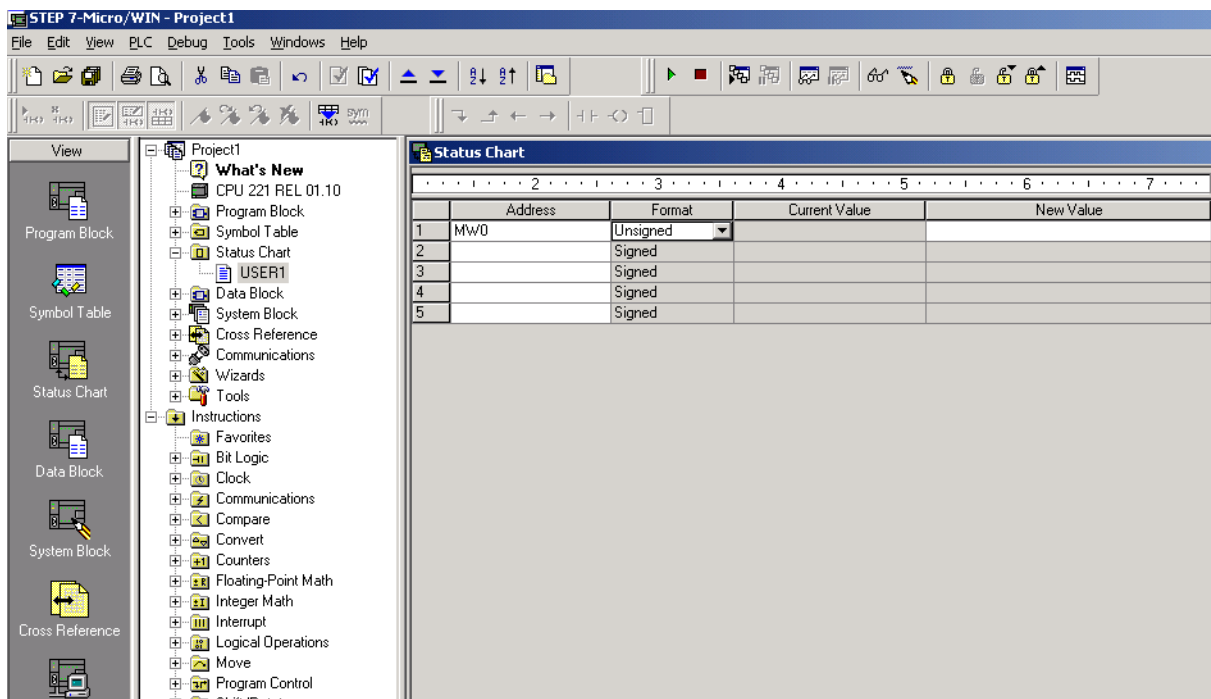 STEP 7-Micro/WIN - Project1
File Edit View PLC Debug Tools Windows Help
sym
View
Program Block
Symbol Table
Status Chart
Data Block
System Block
Cross Reference
Project1
What's New
CPU 221 REL 01.10
Program Block
Symbol Table
Status Chart
USER1
Data Block
System Block
Cross Reference
Communications
Wizards
Tools
Instructions
Favorites
Bit Logic
Clock
Communications
Compare
Convert
Counters
Floating-Point Math
Integer Math
Interrupt
Logical Operations
Move
Program Control
Status Chart
2 3 4 5 6 7
Address Format Current Value New Value
1 MW0 Unsigned
2 Signed
3 Signed
4 Signed
5 Signed